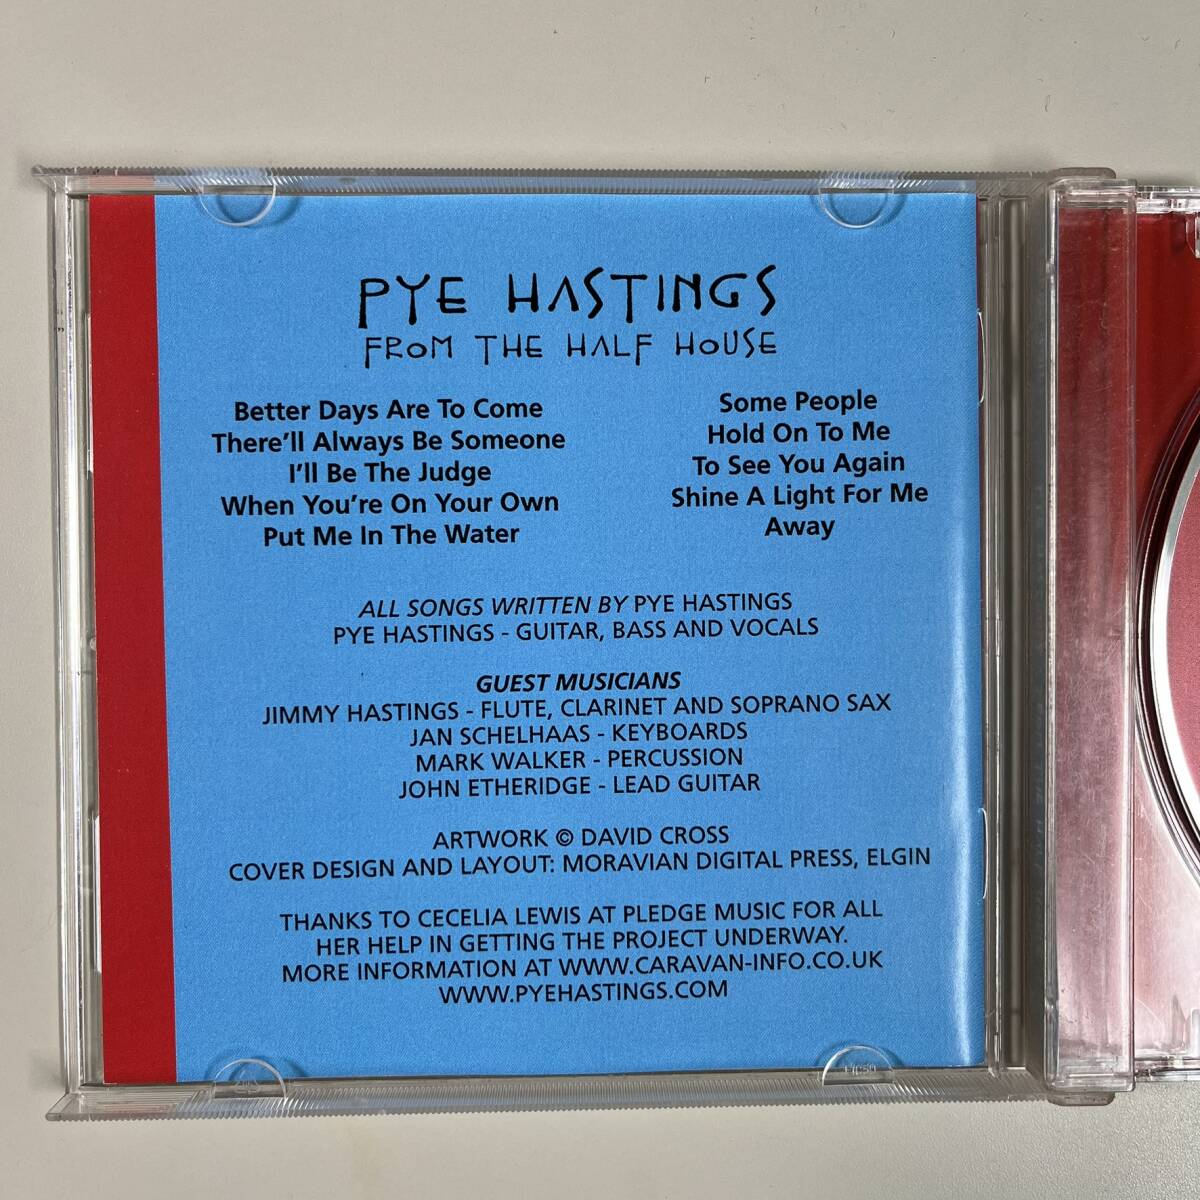 PYE HASTINGS
FROM THE HALF HOUSE
Better Days Are To Come
There'll Always Be Someone
I'll Be The Judge
When You're On Your Own
Put Me In The Water
Some People
Hold On To Me
To See You Again
Shine A Light For Me
Away
ALL SONGS WRITTEN BY PYE HASTINGS
PYE HASTINGS - GUITAR, BASS AND VOCALS
GUEST MUSICIANS
JIMMY HASTINGS - FLUTE, CLARINET AND SOPRANO SAX
JAN SCHELHAAS - KEYBOARDS
MARK WALKER - PERCUSSION
JOHN ETHERIDGE - LEAD GUITAR
ARTWORK © DAVID CROSS
COVER DESIGN AND LAYOUT: MORAVIAN DIGITAL PRESS, ELGIN
THANKS TO CECELIA LEWIS AT PLEDGE MUSIC FOR ALL
HER HELP IN GETTING THE PROJECT UNDERWAY.
MORE INFORMATION AT WWW.CARAVAN-INFO.CO.UK
WWW.PYEHASTINGS.COM